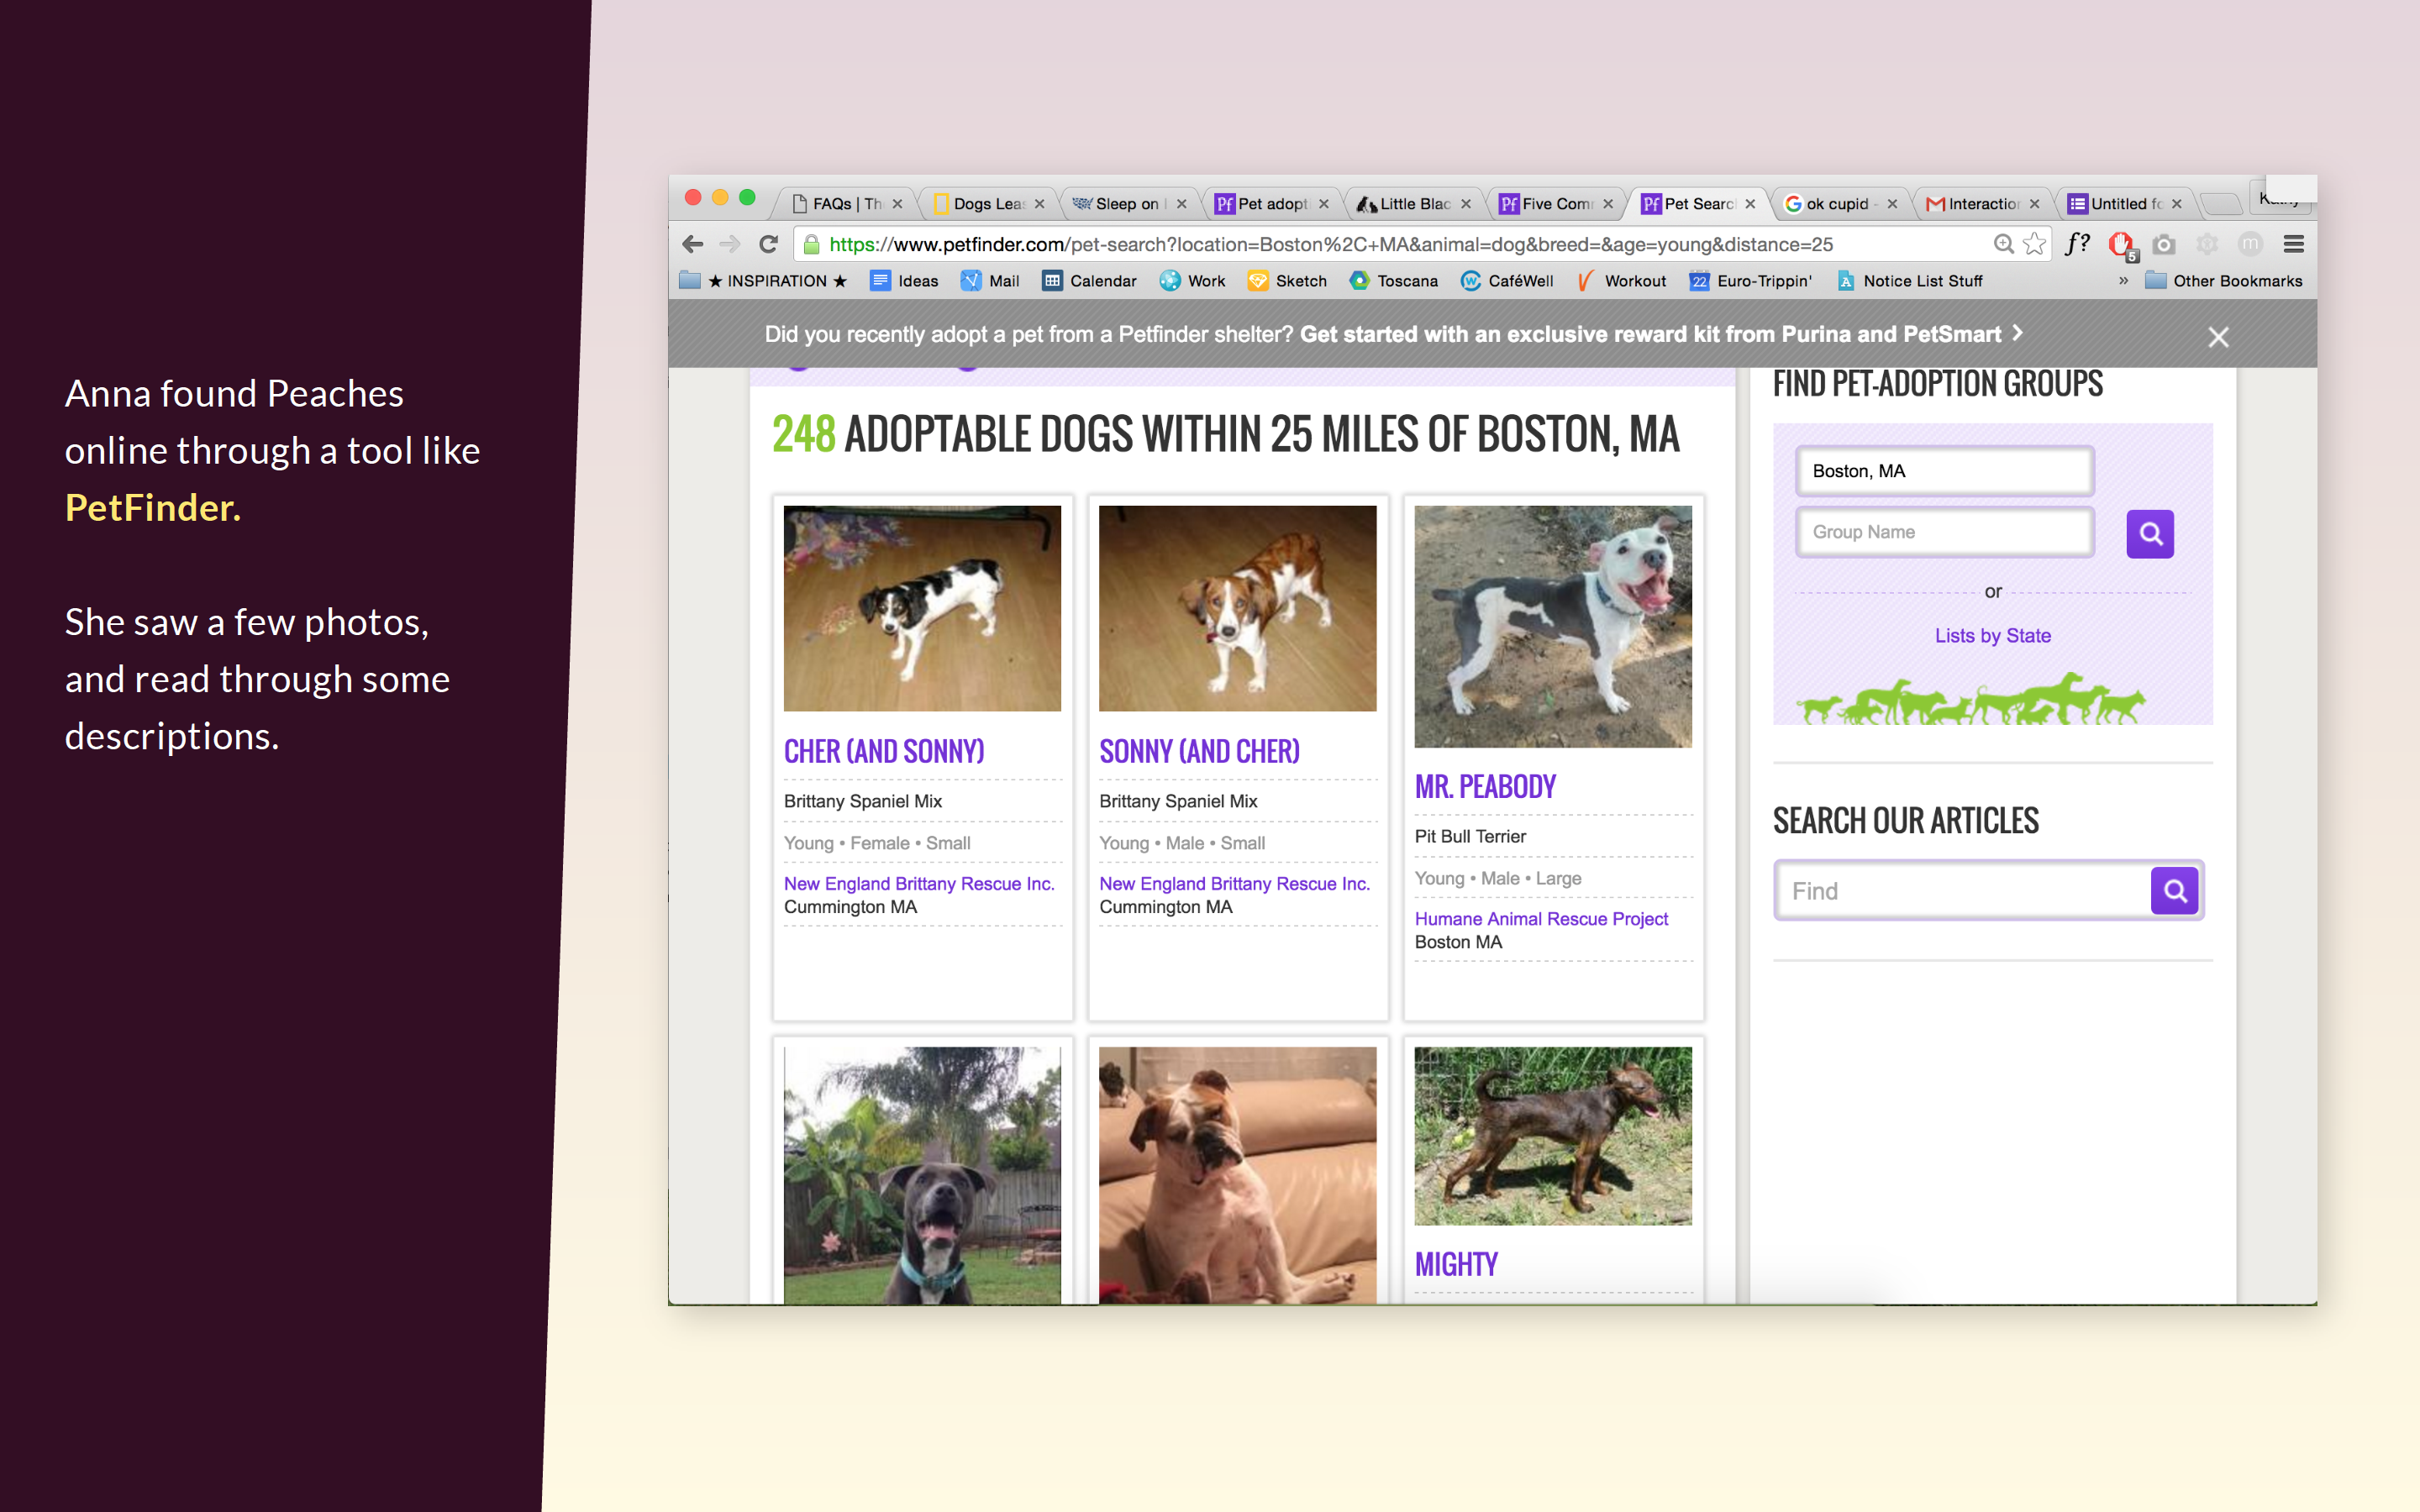 Anna found Peaches
online through a tool like
PetFinder.
She saw a few photos,
and read through some
descriptions.
FAQs | Th
Dogs Leas
Sleep on
Pf Pet adopt
Little Blac
Pf Five Com
Pf Pet Searc
ok cupid -
Interaction
Untitled fo
https://www.petfinder.com/pet-search?location=Boston%2C+MA&animal=dog&breed=&age=young&distance=25
f?
5
m
★ INSPIRATION ★
Ideas
Mail
Calendar
Work
Sketch
Toscana
CaféWell
Workout
22
Euro-Trippin'
Notice List Stuff
»
Other Bookmarks
Did you recently adopt a pet from a Petfinder shelter? Get started with an exclusive reward kit from Purina and PetSmart
248 ADOPTABLE DOGS WITHIN 25 MILES OF BOSTON, MA
CHER (AND SONNY)
Brittany Spaniel Mix
Young • Female • Small
New England Brittany Rescue Inc.
Cummington MA
SONNY (AND CHER)
Brittany Spaniel Mix
Young • Male • Small
New England Brittany Rescue Inc.
Cummington MA
MR. PEABODY
Pit Bull Terrier
Young • Male • Large
Humane Animal Rescue Project
Boston MA
MIGHTY
FIND PET-ADOPTION GROUPS
Boston, MA
Group Name
or
Lists by State
SEARCH OUR ARTICLES
Find